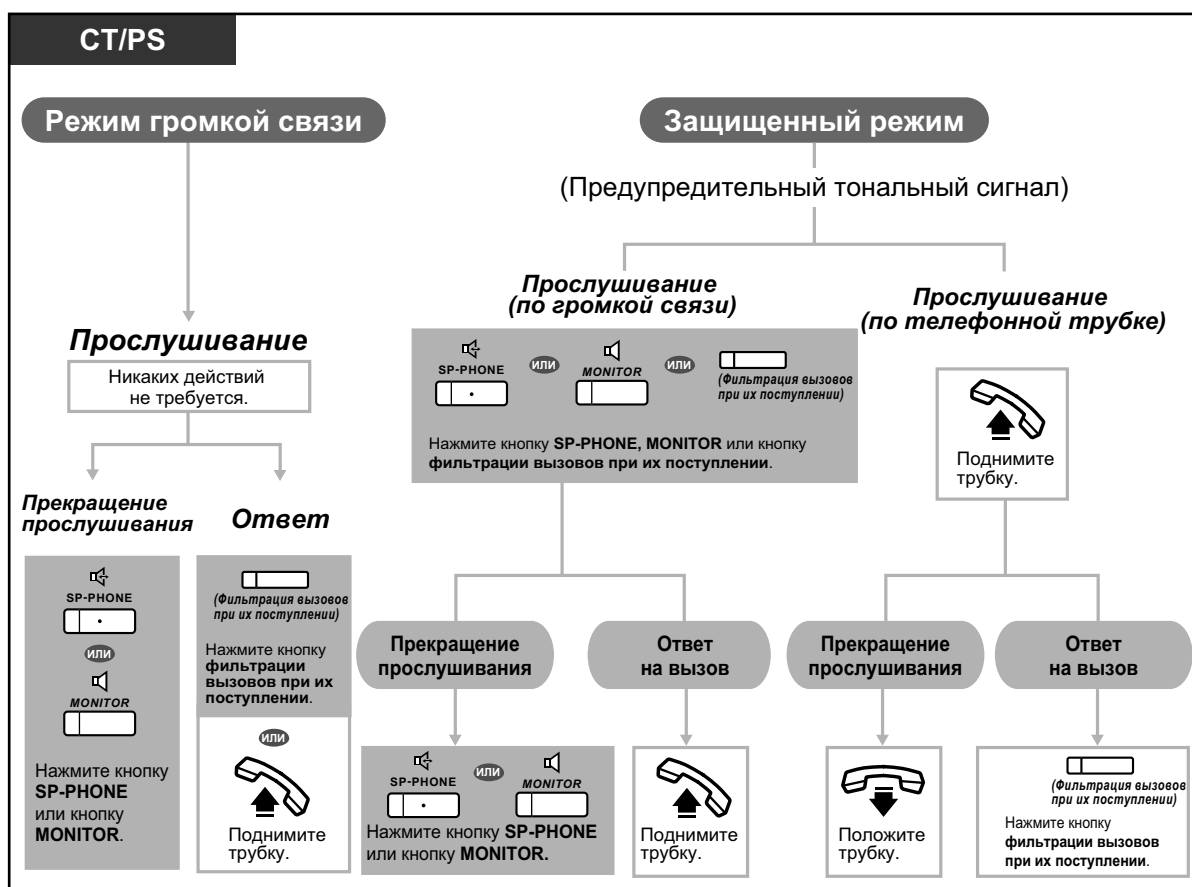 CT/PS
Режим громкой связи
Защищенный режим
(Предупредительный тональный сигнал)
Прослушивание
Никаких действий
не требуется.
Прекращение
прослушивания
SP-PHONE
или
MONITOR
Нажмите кнопку
SP-PHONE
или кнопку
MONITOR.
Ответ
(Фильтрация вызовов
при их поступлении)
Нажмите кнопку
фильтрации
вызовов при их
поступлении.
или
Поднимите
трубку.
Прослушивание
(по громкой связи)
SP-PHONE
или
MONITOR
или
(Фильтрация вызовов
при их поступлении)
Нажмите кнопку SP-PHONE, MONITOR или кнопку
фильтрации вызовов при их поступлении.
Прекращение
прослушивания
SP-PHONE
или
MONITOR
Нажмите кнопку SP-PHONE
или кнопку MONITOR.
Ответ
на вызов
Поднимите
трубку.
Прослушивание
(по телефонной трубке)
Поднимите
трубку.
Прекращение
прослушивания
Положите
трубку.
Ответ
на вызов
(Фильтрация вызовов
при их поступлении)
Нажмите кнопку
фильтрации вызовов
при их поступлении.